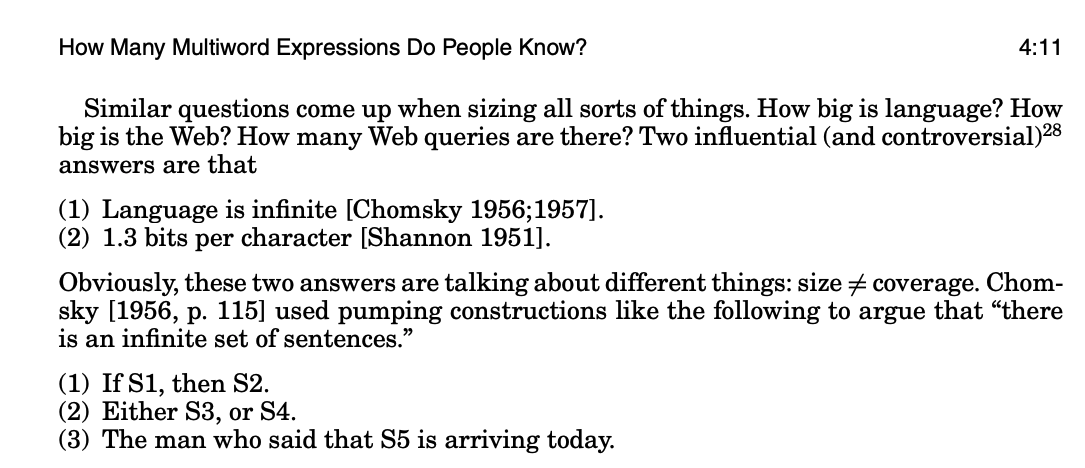 How Many Multiword Expressions Do People Know? 4:11
Similar questions come up when sizing all sorts of things. How big is language? How
big is the Web? How many Web queries are there? Two influential (and controversial)28
answers are that
(1) Language is infinite [Chomsky 1956;1957].
(2) 1.3 bits per character [Shannon 1951].
Obviously, these two answers are talking about different things: size ≠ coverage. Chom-
sky [1956, p. 115] used pumping constructions like the following to argue that “there
is an infinite set of sentences.”
(1) If S1, then S2.
(2) Either S3, or S4.
(3) The man who said that S5 is arriving today.